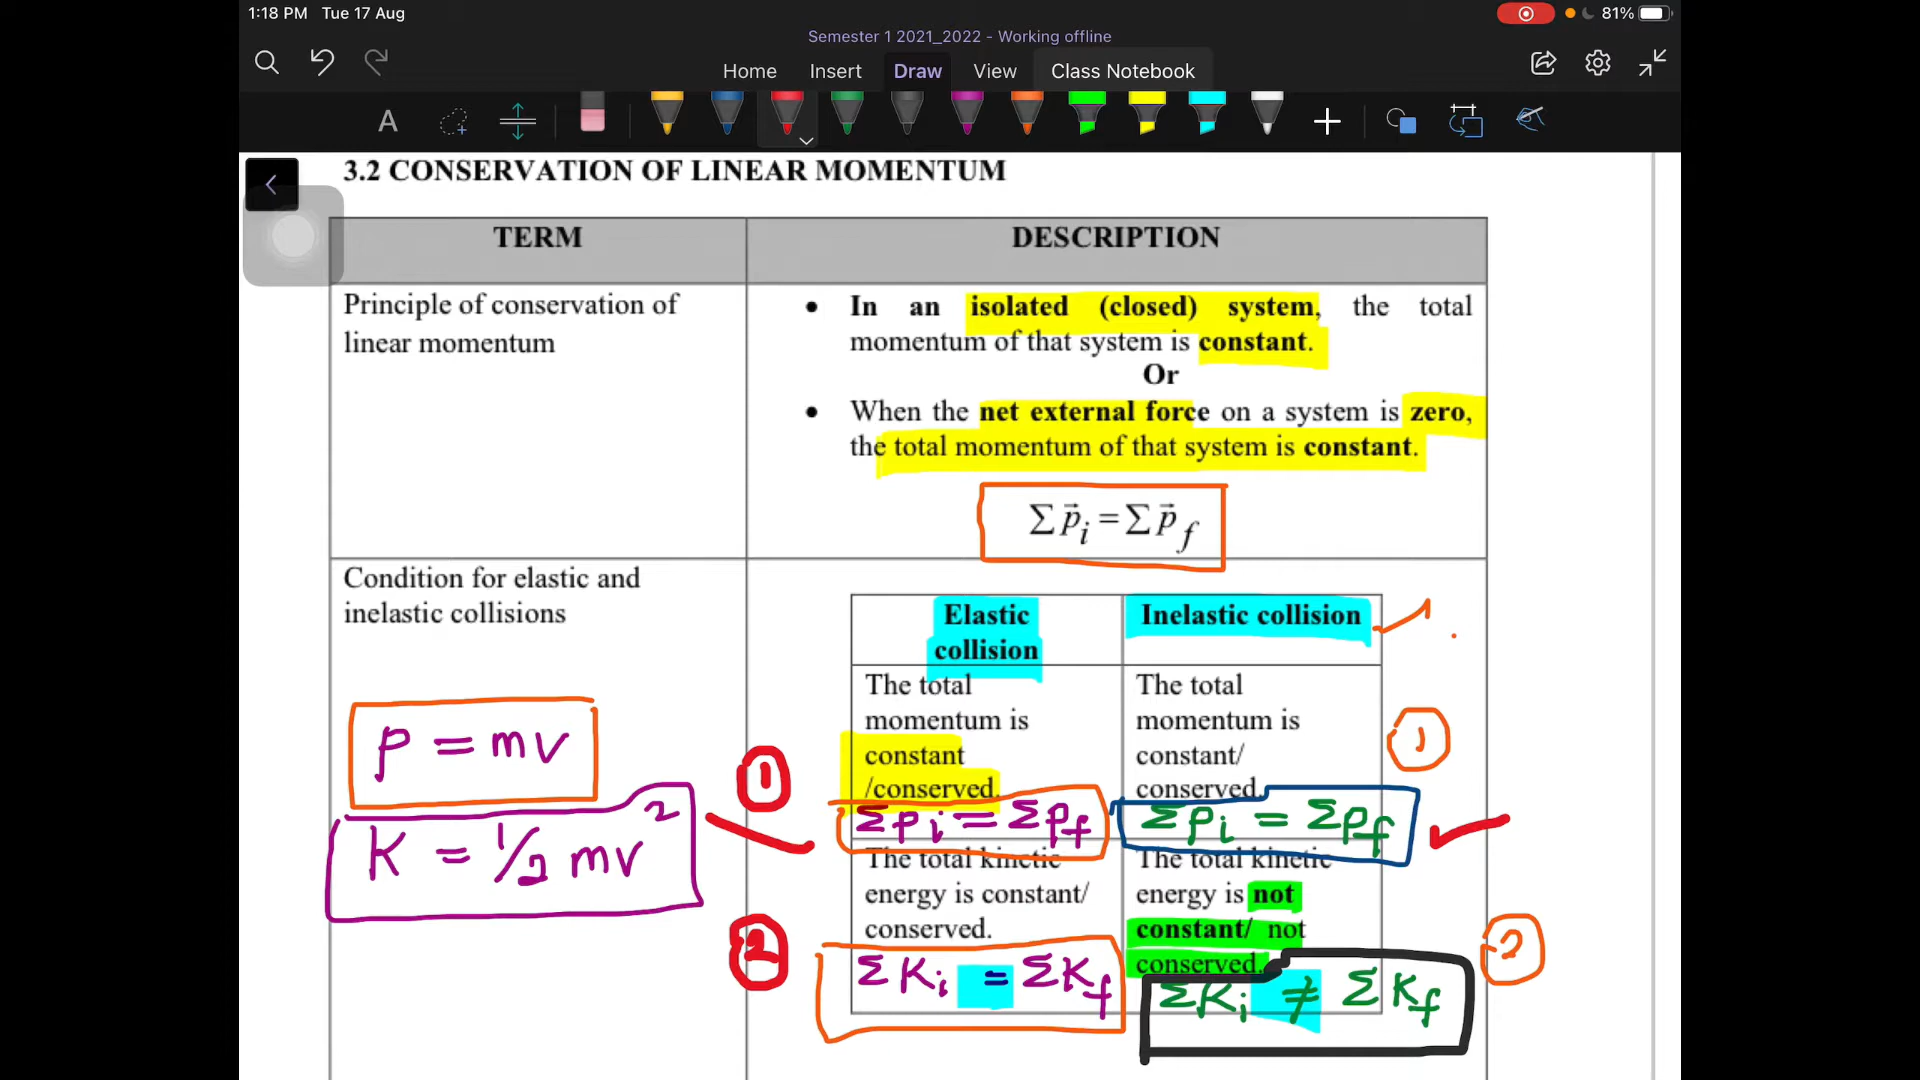 1:18 PM Tue 17 Aug
81%
Semester 1 2021_2022 - Working offline
Home Insert Draw View Class Notebook
A
3.2 CONSERVATION OF LINEAR MOMENTUM
TERM
DESCRIPTION
Principle of conservation of
linear momentum
• In an isolated (closed) system, the total
momentum of that system is constant.
Or
• When the net external force on a system is zero,
the total momentum of that system is constant.
Σp⃗i = Σp⃗f
Condition for elastic and
inelastic collisions
p = mv
K = 1/2 mv²
Elastic
collision
The total
momentum is
constant
/conserved.
① Σpi = Σpf
The total kinetic
energy is constant/
conserved.
② ΣKi = ΣKf
Inelastic collision
The total
momentum is
constant/
conserved.
① Σpi = Σpf
The total kinetic
energy is not
constant/ not
conserved.
② ΣKi ≠ ΣKf